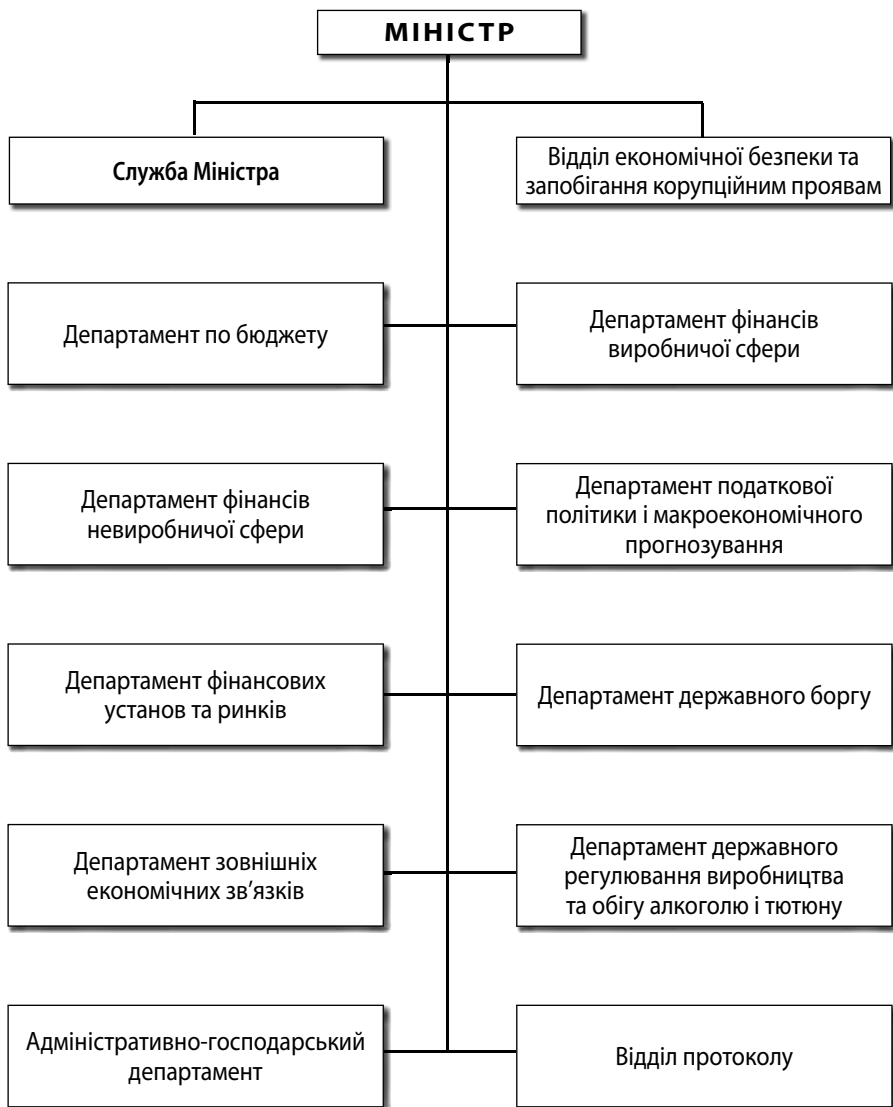 МІНІСТР
Служба Міністра
Відділ економічної безпеки та
запобігання корупційним проявам
Департамент по бюджету
Департамент фінансів
виробничої сфери
Департамент фінансів
невиробничої сфери
Департамент податкової
політики і макроекономічного
прогнозування
Департамент фінансових
установ та ринків
Департамент державного боргу
Департамент зовнішніх
економічних зв’язків
Департамент державного
регулювання виробництва
та обігу алкоголю і тютюну
Адміністративно-господарський
департамент
Відділ протоколу